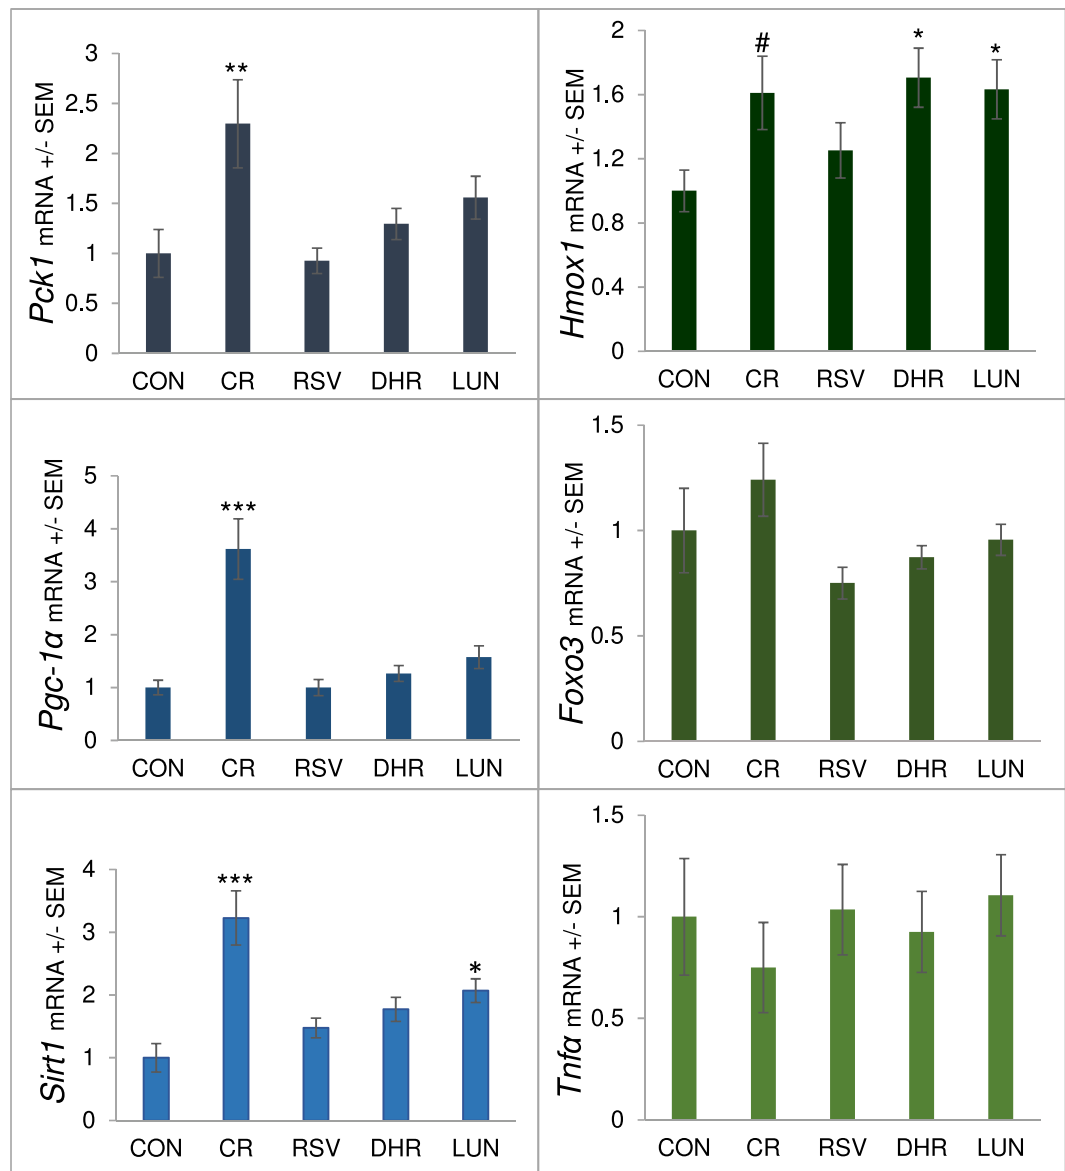 Pck1 mRNA +/- SEM
3
2.5
2
1.5
1
0.5
0
**
CON CR RSV DHR LUN
Hmox1 mRNA +/- SEM
2
1.6
1.2
0.8
0.4
0
# * *
CON CR RSV DHR LUN
Pgc-1α mRNA +/- SEM
5
4
3
2
1
0
***
CON CR RSV DHR LUN
Foxo3 mRNA +/- SEM
1.5
1
0.5
0
CON CR RSV DHR LUN
Sirt1 mRNA +/- SEM
4
3
2
1
0
*** *
CON CR RSV DHR LUN
Tnfα mRNA +/- SEM
1.5
1
0.5
0
CON CR RSV DHR LUN